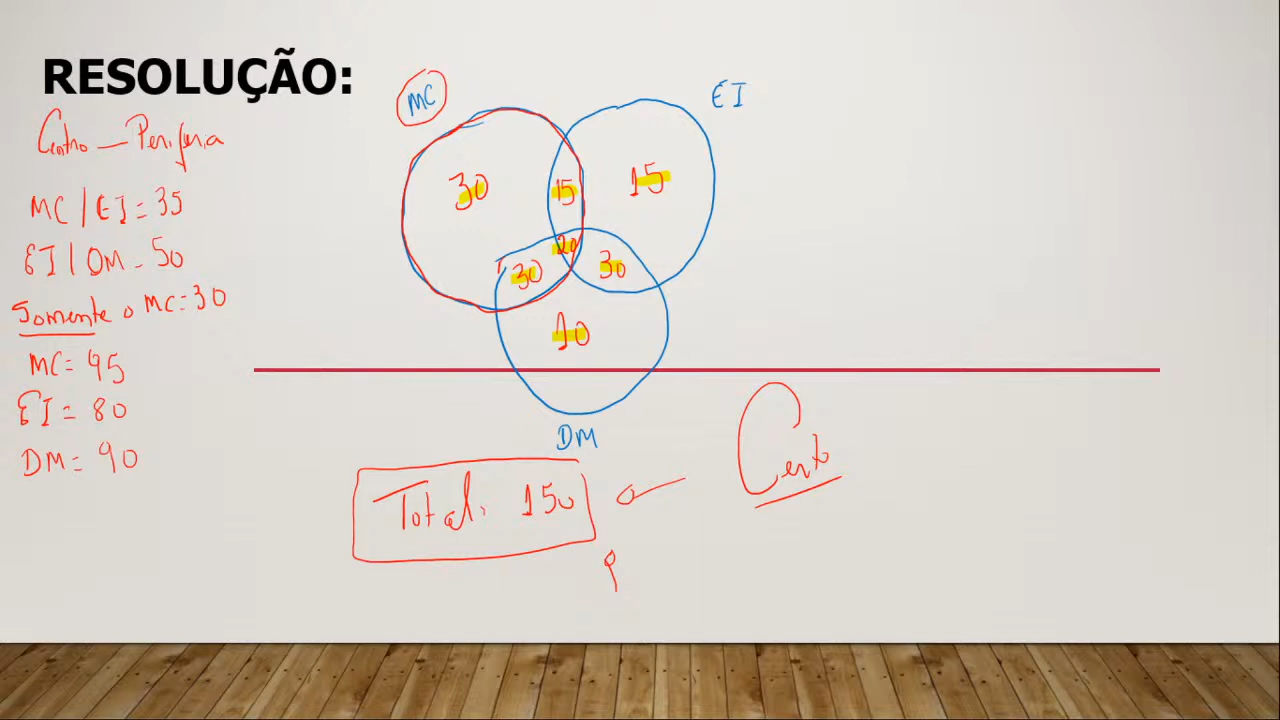 RESOLUÇÃO:
Centro — Periferia
MC / EI = 35
EI / DM - 50
Somente o MC = 30
MC = 95
EI = 80
DM = 90
MC
EI
30
15
15
20
30
30
10
DM
Total: 150
Certo